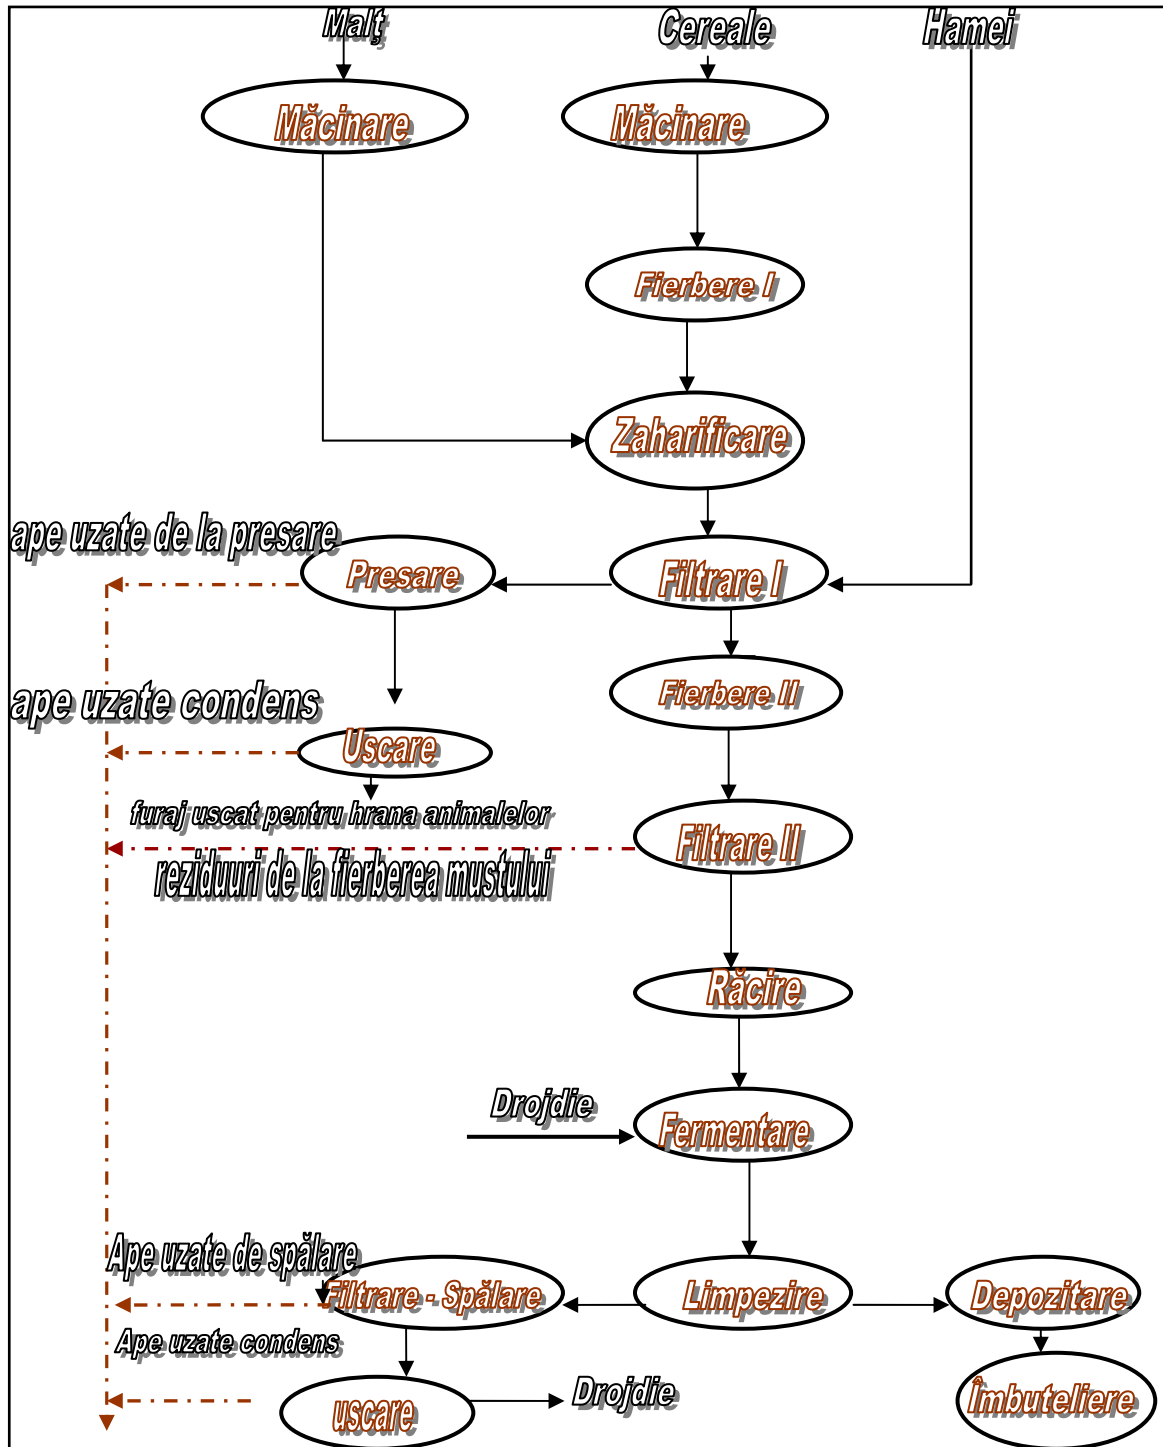 Malţ
Cereale
Hamei
Măcinare
Măcinare
Fierbere I
Zaharificare
ape uzate de la presare
Presare
Filtrare I
ape uzate condens
Fierbere II
Uscare
furaj uscat pentru hrana animalelor
Filtrare II
reziduuri de la fierberea mustului
Răcire
Drojdie
Fermentare
Ape uzate de spălare
Filtrare - Spălare
Limpezire
Depozitare
Ape uzate condens
uscare
Drojdie
Îmbuteliere